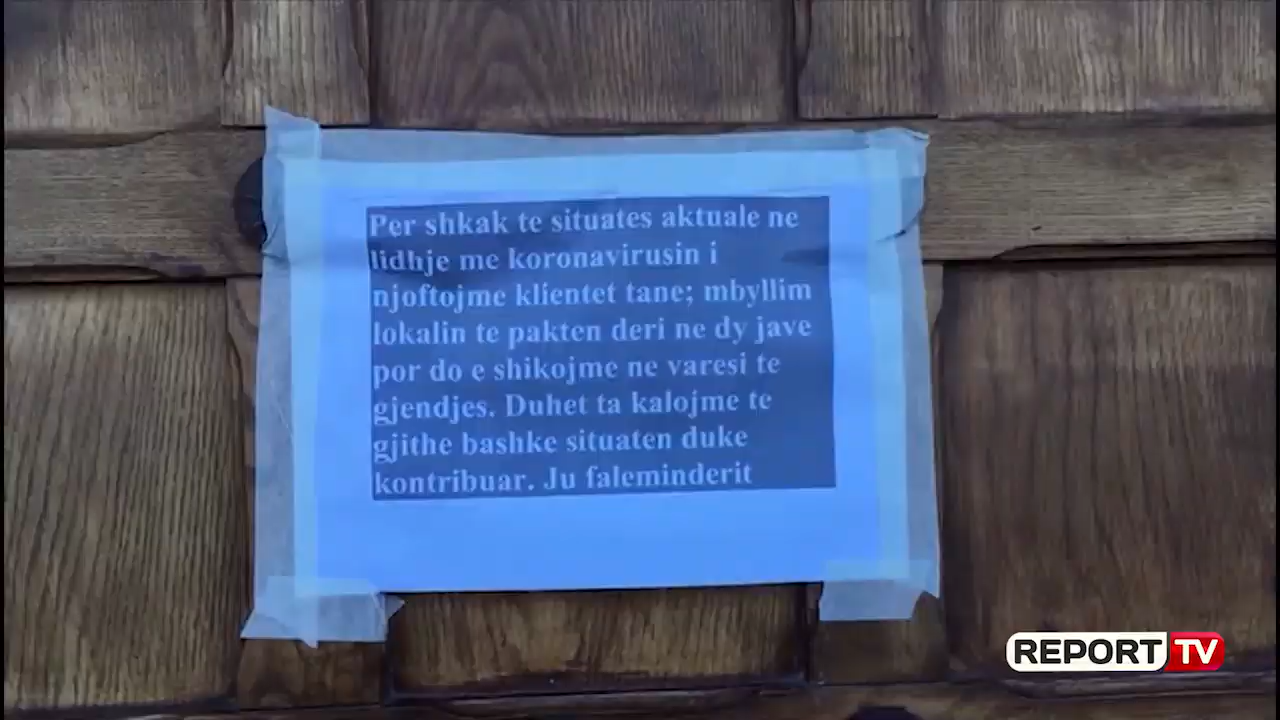 Per shkak te situates aktuale ne
lidhje me koronavirusin i
njoftojme klientet tane; mbyllim
lokalin te pakten deri ne dy jave
por do e shikojme ne varesi te
gjendjes. Duhet ta kalojme te
gjithe bashke situaten duke
kontribuar. Ju faleminderit
REPORT TV